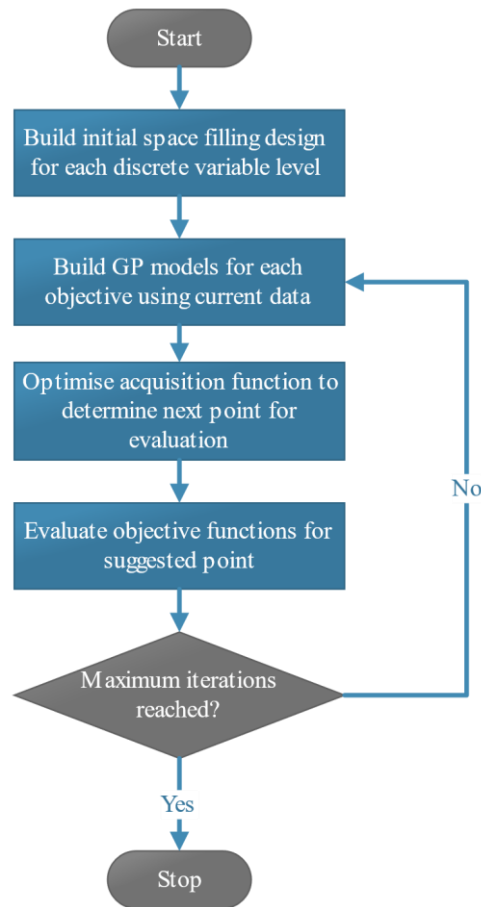 Start
Build initial space filling design
for each discrete variable level
Build GP models for each
objective using current data
Optimise acquisition function to
determine next point for
evaluation
Evaluate objective functions for
suggested point
No
Maximum iterations
reached?
Yes
Stop